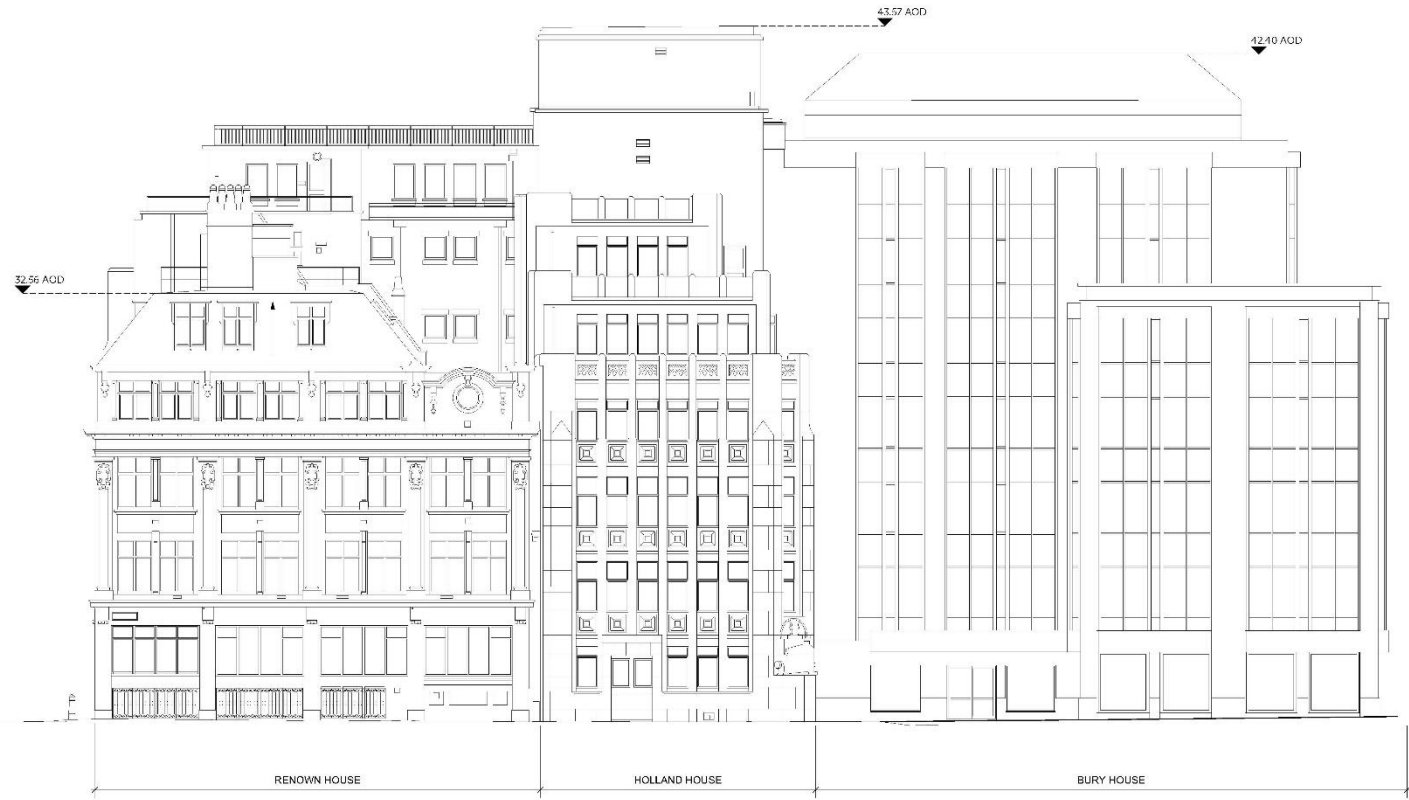 43.57 AOD
42.40 AOD
32.56 AOD
RENOWN HOUSE
HOLLAND HOUSE
BURY HOUSE